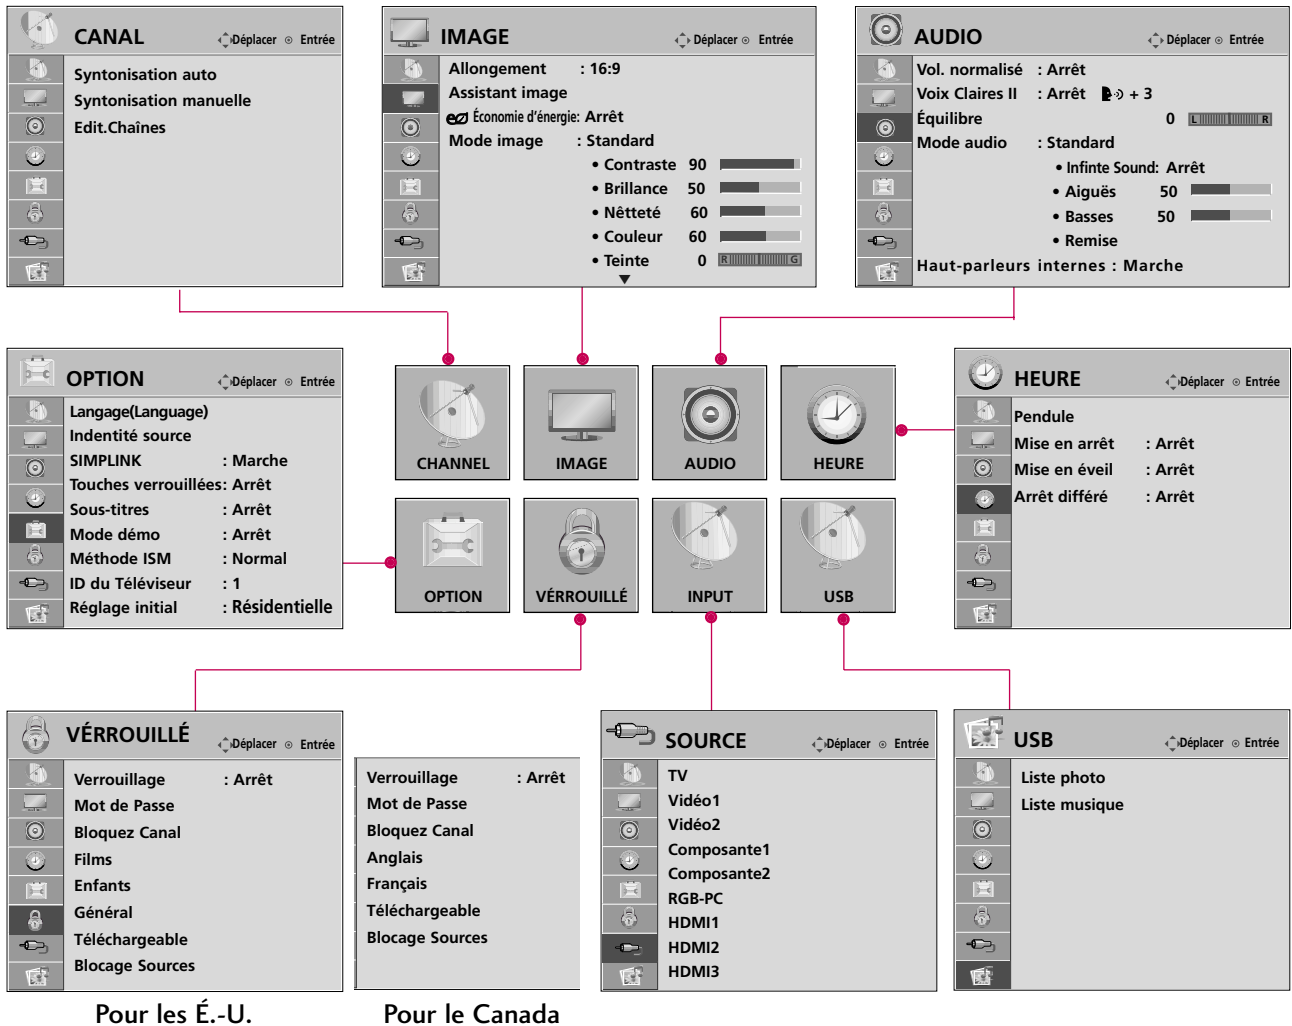 CANAL
Déplacer Entrée
Syntonisation auto
Syntonisation manuelle
Edit.Chaînes
IMAGE
Déplacer Entrée
Allongement : 16:9
Assistant image
eco Économie d'énergie: Arrêt
Mode image : Standard
• Contraste 90
• Brillance 50
• Nêtteté 60
• Couleur 60
• Teinte 0 R G
AUDIO
Déplacer Entrée
Vol. normalisé : Arrêt
Voix Claires II : Arrêt + 3
Équilibre 0 L R
Mode audio : Standard
• Infinte Sound: Arrêt
• Aiguës 50
• Basses 50
• Remise
Haut-parleurs internes : Marche
OPTION
Déplacer Entrée
Langage(Language)
Indentité source
SIMPLINK : Marche
Touches verrouillées: Arrêt
Sous-titres : Arrêt
Mode démo : Arrêt
Méthode ISM : Normal
ID du Téléviseur : 1
Réglage initial : Résidentielle
CHANNEL
IMAGE
AUDIO
HEURE
OPTION
VÉRROUILLÉ
INPUT
USB
HEURE
Déplacer Entrée
Pendule
Mise en arrêt : Arrêt
Mise en éveil : Arrêt
Arrêt différé : Arrêt
VÉRROUILLÉ
Déplacer Entrée
Verrouillage : Arrêt
Mot de Passe
Bloquez Canal
Films
Enfants
Général
Téléchargeable
Blocage Sources
Pour les É.-U.
Verrouillage : Arrêt
Mot de Passe
Bloquez Canal
Anglais
Français
Téléchargeable
Blocage Sources
Pour le Canada
SOURCE
Déplacer Entrée
TV
Vidéo1
Vidéo2
Composante1
Composante2
RGB-PC
HDMI1
HDMI2
HDMI3
USB
Déplacer Entrée
Liste photo
Liste musique